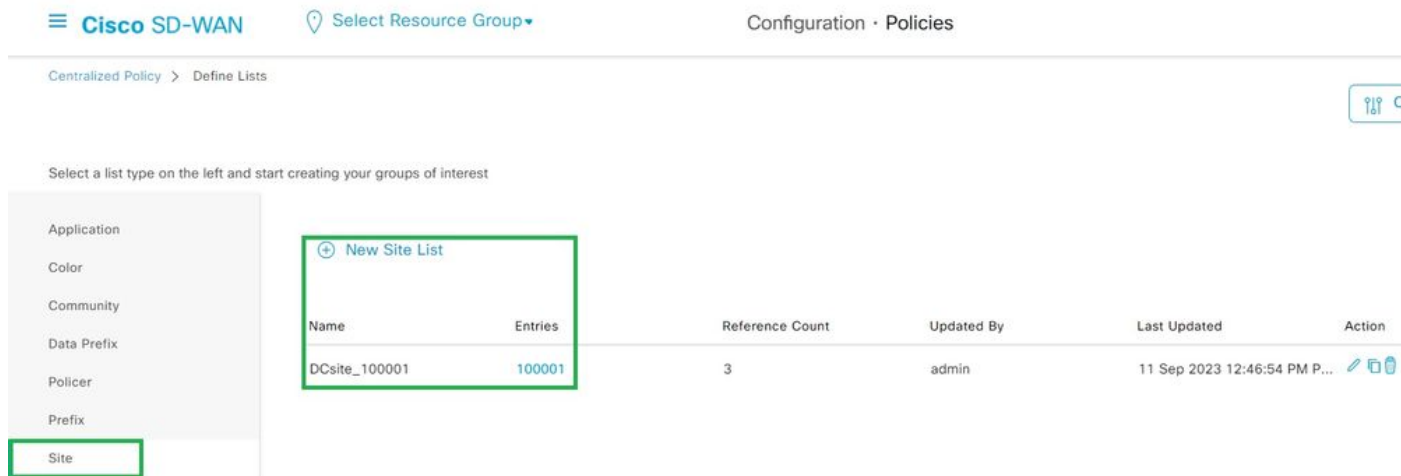 Cisco SD-WAN
Select Resource Group▾
Configuration · Policies
Centralized Policy > Define Lists
Select a list type on the left and start creating your groups of interest
Application
Color
Community
Data Prefix
Policer
Prefix
Site
New Site List
Name Entries Reference Count Updated By Last Updated Action
DCsite_100001 100001 3 admin 11 Sep 2023 12:46:54 PM P...